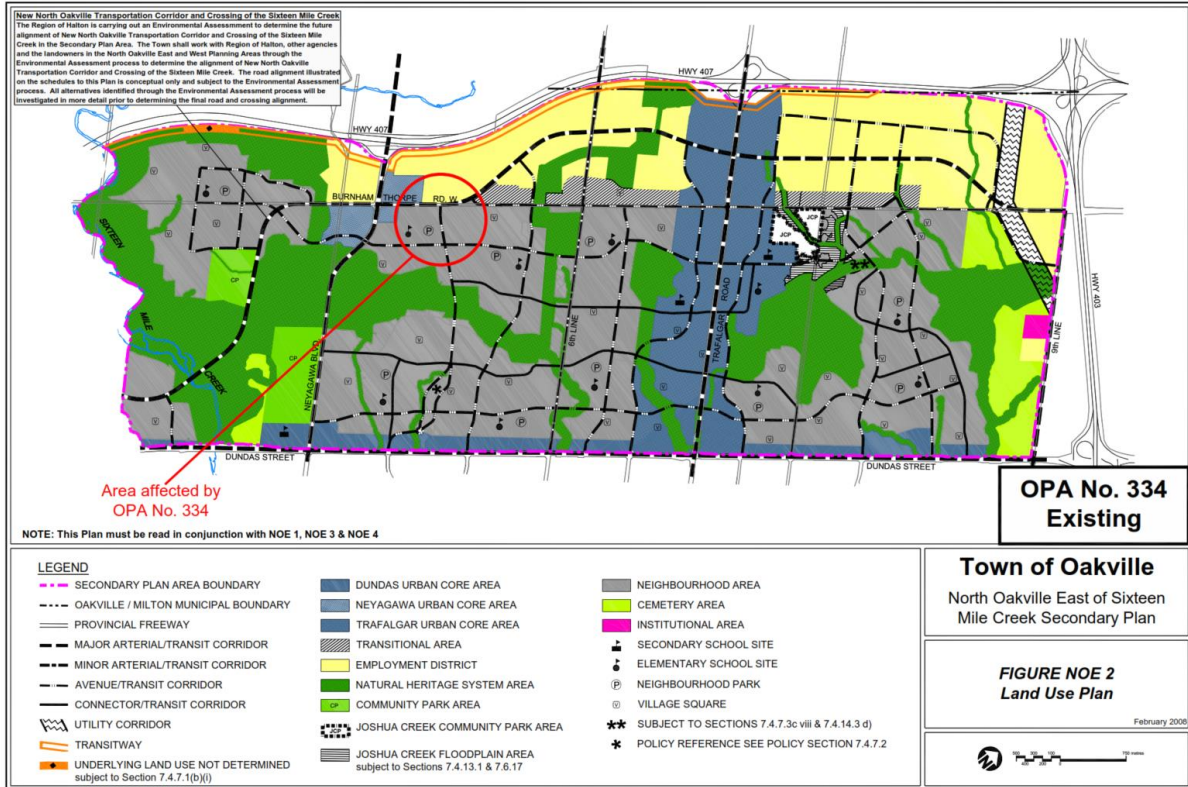 New North Oakville Transportation Corridor and Crossing of the Sixteen Mile Creek
The Region of Halton is carrying out an Environmental Assessmment to determine the future
alignment of New North Oakville Transportation Corridor and Crossing of the Sixteen Mile
Creek in the Secondary Plan Area. The Town shall work with Region of Halton, other agencies
and the landowners in the North Oakville East and West Planning Areas through the
Environmental Assessment process to determine the alignment of New North Oakville
Transportation Corridor and Crossing of the Sixteen Mile Creek. The road alignment illustrated
on the schedules to this Plan is conceptual only and subject to the Environmental Assessment
process. All alternatives identified through the Environmental Assessment process will be
investigated in more detail prior to determining the final road and crossing alignment.
HWY 407
HWY 407
BURNHAM THORPE RD. W.
SIXTEEN
MILE
CREEK
NEYAGAWA BLVD
6th LINE
TRAFALGAR ROAD
JCP
JCP
CP
CP
HWY 403
9th LINE
DUNDAS STREET
DUNDAS STREET
Area affected by
OPA No. 334
OPA No. 334
Existing
NOTE: This Plan must be read in conjunction with NOE 1, NOE 3 & NOE 4
LEGEND
SECONDARY PLAN AREA BOUNDARY
OAKVILLE / MILTON MUNICIPAL BOUNDARY
PROVINCIAL FREEWAY
MAJOR ARTERIAL/TRANSIT CORRIDOR
MINOR ARTERIAL/TRANSIT CORRIDOR
AVENUE/TRANSIT CORRIDOR
CONNECTOR/TRANSIT CORRIDOR
UTILITY CORRIDOR
TRANSITWAY
UNDERLYING LAND USE NOT DETERMINED
subject to Section 7.4.7.1(b)(i)
DUNDAS URBAN CORE AREA
NEYAGAWA URBAN CORE AREA
TRAFALGAR URBAN CORE AREA
TRANSITIONAL AREA
EMPLOYMENT DISTRICT
NATURAL HERITAGE SYSTEM AREA
CP COMMUNITY PARK AREA
JCP JOSHUA CREEK COMMUNITY PARK AREA
JOSHUA CREEK FLOODPLAIN AREA
subject to Sections 7.4.13.1 & 7.6.17
NEIGHBOURHOOD AREA
CEMETERY AREA
INSTITUTIONAL AREA
SECONDARY SCHOOL SITE
ELEMENTARY SCHOOL SITE
P NEIGHBOURHOOD PARK
V VILLAGE SQUARE
** SUBJECT TO SECTIONS 7.4.7.3c viii & 7.4.14.3 d)
* POLICY REFERENCE SEE POLICY SECTION 7.4.7.2
Town of Oakville
North Oakville East of Sixteen
Mile Creek Secondary Plan
FIGURE NOE 2
Land Use Plan
February 2008